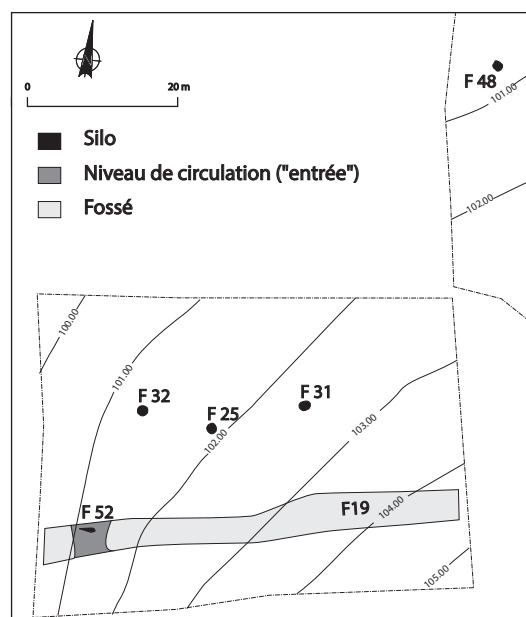 0
20 m
Silo
Niveau de circulation ("entrée")
Fossé
F 48
101.00
102.00
100.00
101.00
F 32
F 25
F 31
102.00
103.00
F 52
F19
104.00
105.00